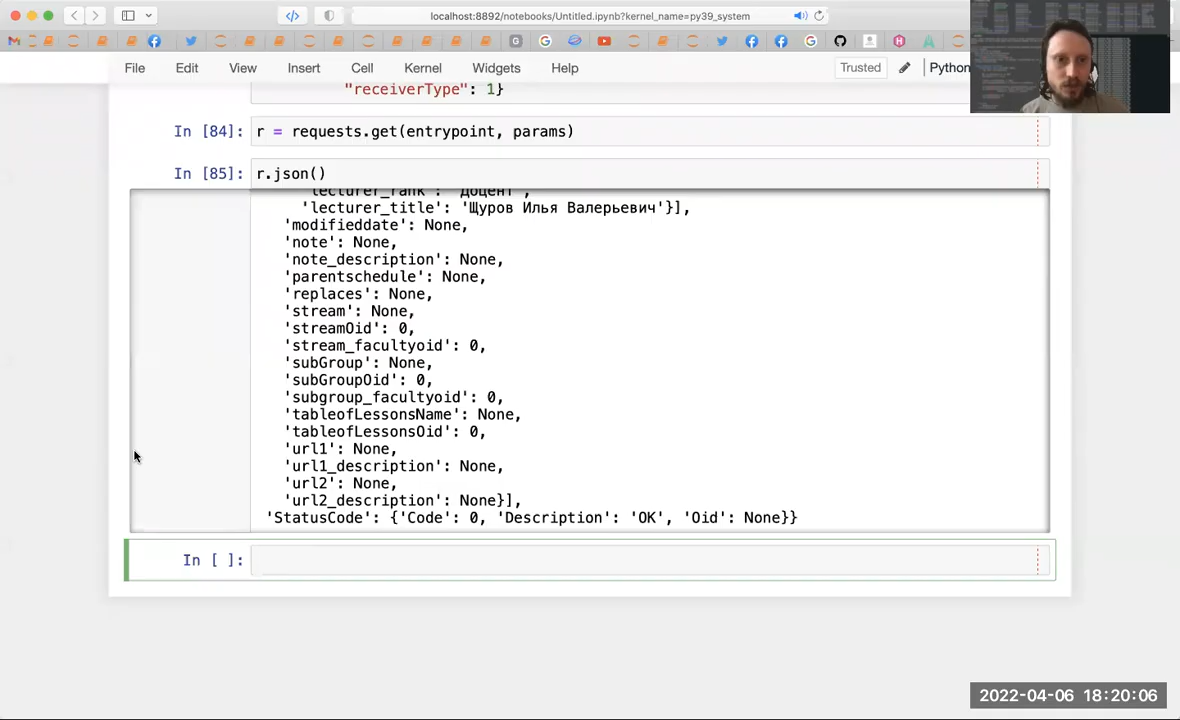 localhost:8892/notebooks/Untitled.ipynb?kernel_name=py39_system
File Edit View Insert Cell Kernel Widgets Help Trusted Python
"receiverType": 1}
In [84]: r = requests.get(entrypoint, params)
In [85]: r.json()
'lecturer_rank': 'Доцент',
'lecturer_title': 'Щуров Илья Валерьевич'}],
'modifieddate': None,
'note': None,
'note_description': None,
'parentschedule': None,
'replaces': None,
'stream': None,
'streamOid': 0,
'stream_facultyoid': 0,
'subGroup': None,
'subGroupOid': 0,
'subgroup_facultyoid': 0,
'tableofLessonsName': None,
'tableofLessonsOid': 0,
'url1': None,
'url1_description': None,
'url2': None,
'url2_description': None}],
'StatusCode': {'Code': 0, 'Description': 'OK', 'Oid': None}}
In [ ]:
2022-04-06 18:20:06